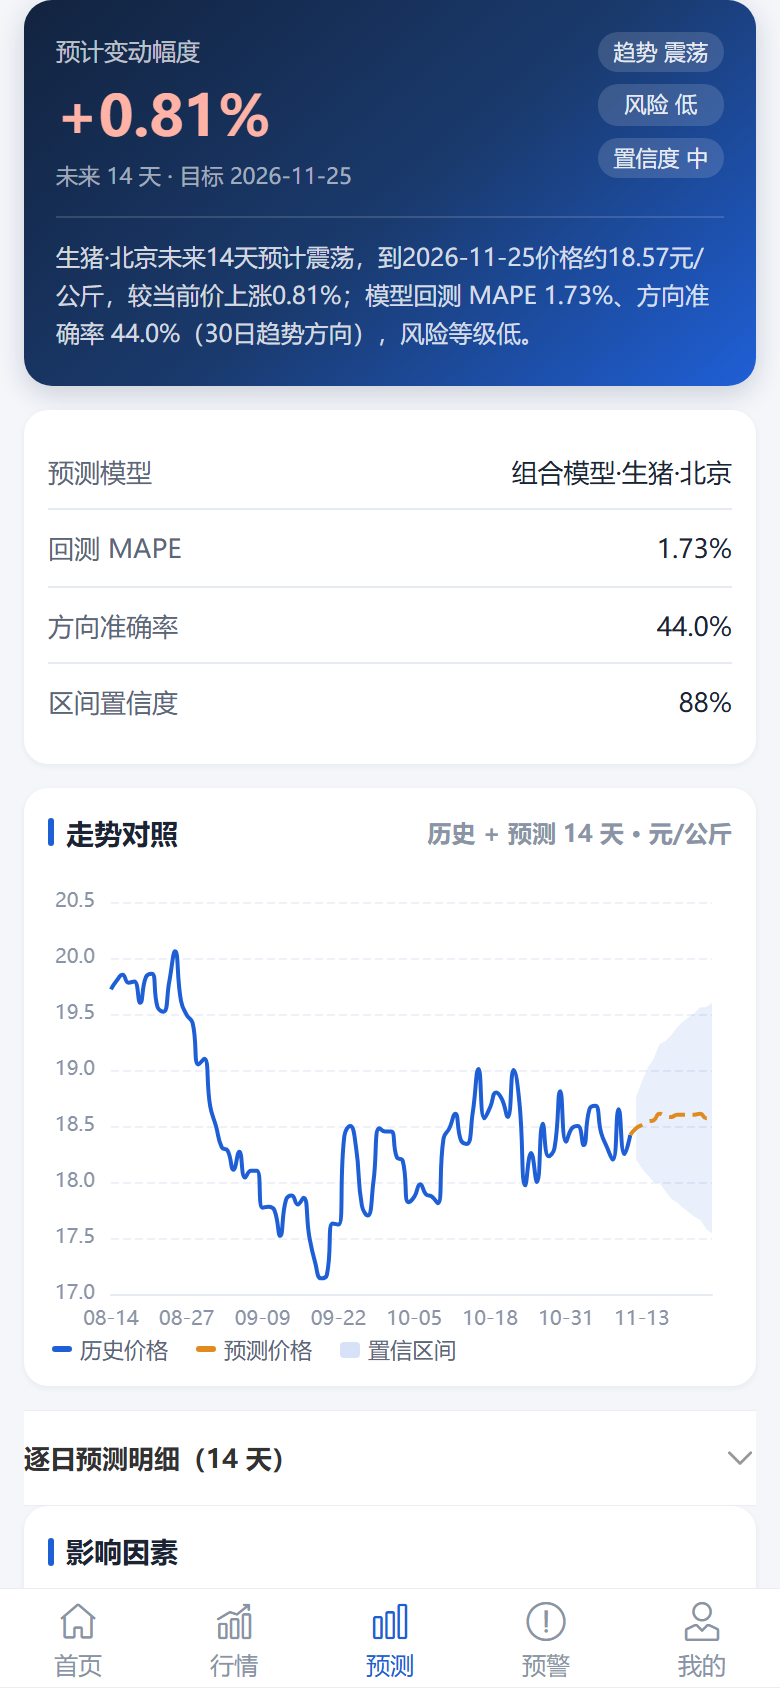 预计变动幅度
趋势 震荡
+0.81%
风险 低
置信度 中
未来 14 天 · 目标 2026-11-25
生猪·北京未来14天预计震荡，到2026-11-25价格约18.57元/
公斤，较当前价上涨0.81%；模型回测 MAPE 1.73%、方向准
确率 44.0%（30日趋势方向），风险等级低。
预测模型 组合模型·生猪·北京
回测 MAPE 1.73%
方向准确率 44.0%
区间置信度 88%
走势对照 历史 + 预测 14 天 · 元/公斤
20.5
20.0
19.5
19.0
18.5
18.0
17.5
17.0
08-14 08-27 09-09 09-22 10-05 10-18 10-31 11-13
历史价格 预测价格 置信区间
逐日预测明细（14 天）
影响因素
首页 行情 预测 预警 我的